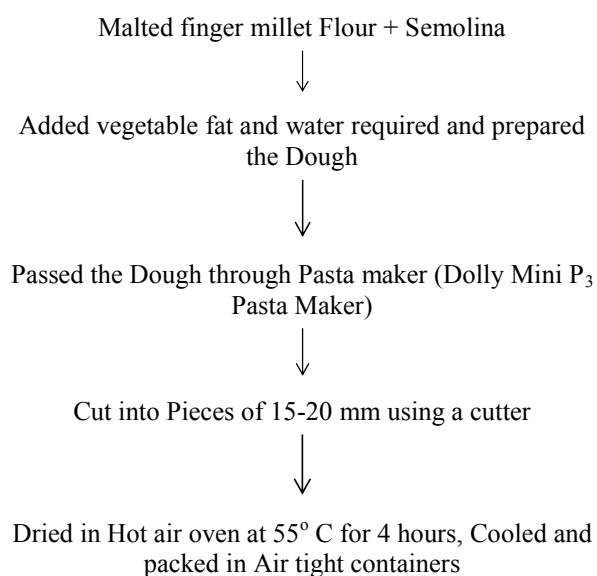 Malted finger millet Flour + Semolina
Added vegetable fat and water required and prepared
the Dough
Passed the Dough through Pasta maker (Dolly Mini P₃
Pasta Maker)
Cut into Pieces of 15-20 mm using a cutter
Dried in Hot air oven at 55° C for 4 hours, Cooled and
packed in Air tight containers